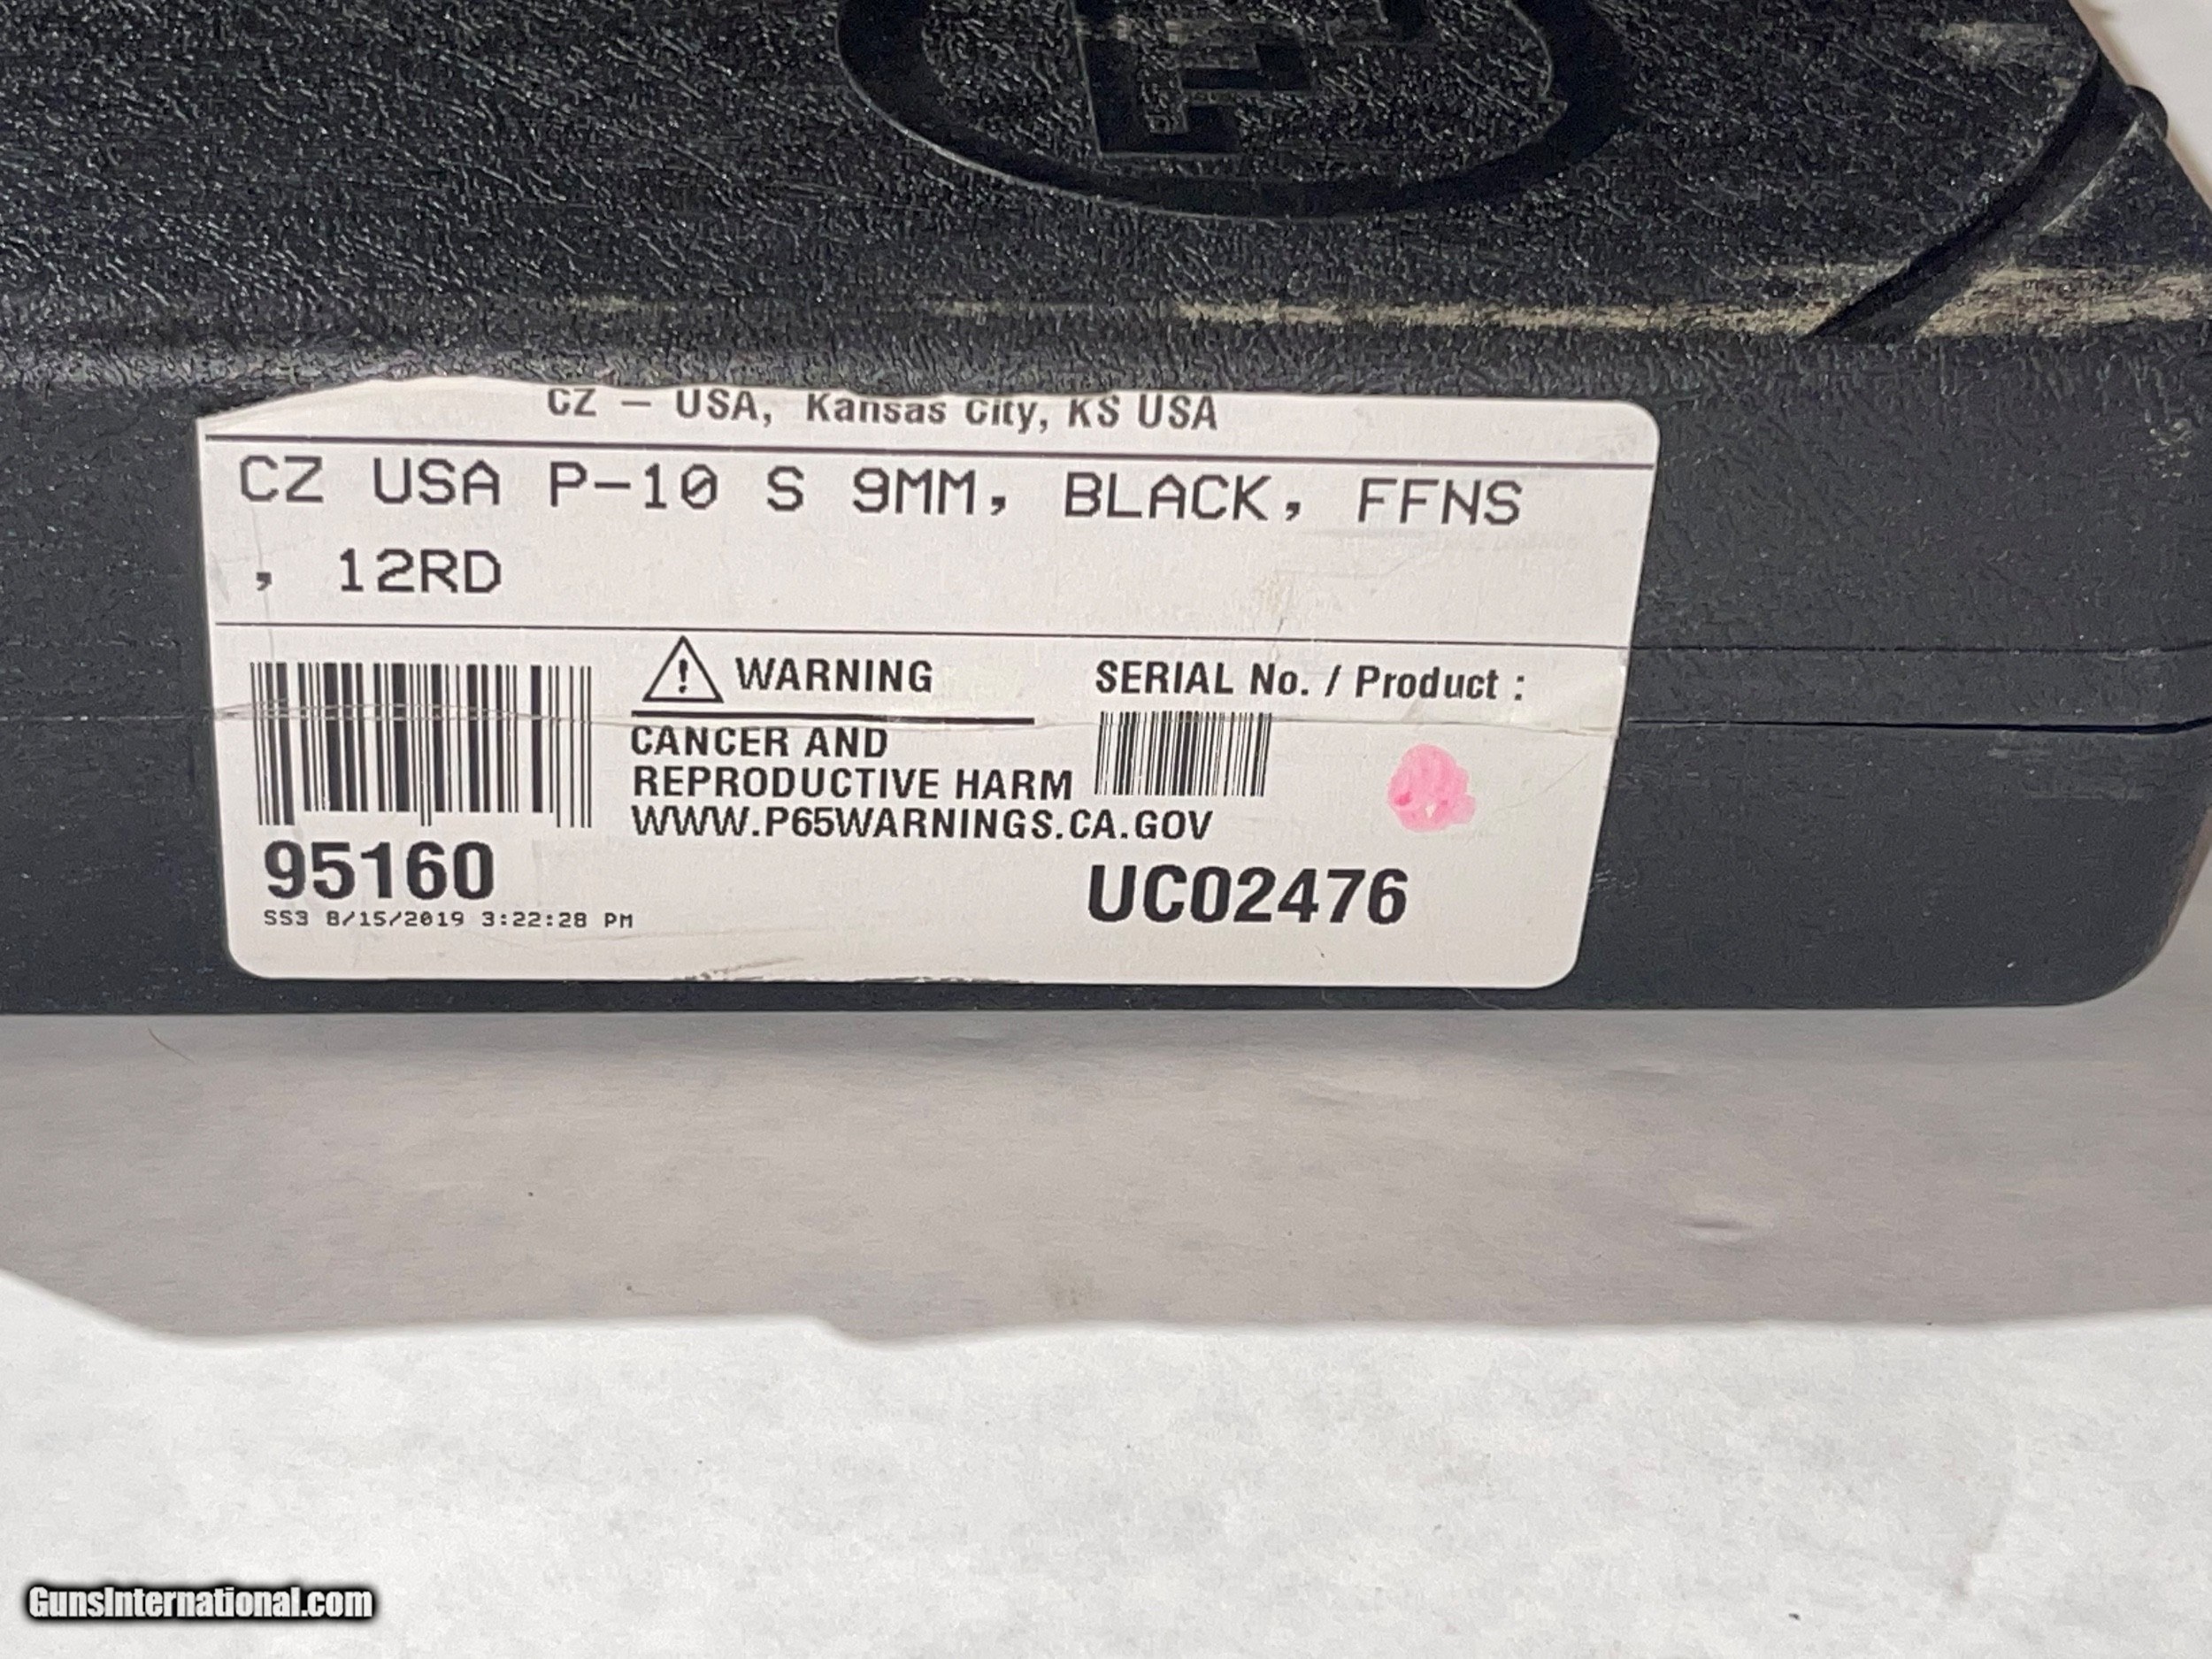 CZ – USA, Kansas City, KS USA
CZ USA P-10 S 9MM, BLACK, FFNS
, 12RD
WARNING
SERIAL No. / Product :
CANCER AND
REPRODUCTIVE HARM
WWW.P65WARNINGS.CA.GOV
95160
UC02476
SS3 8/15/2019 3:22:28 PM
GunsInternational.com